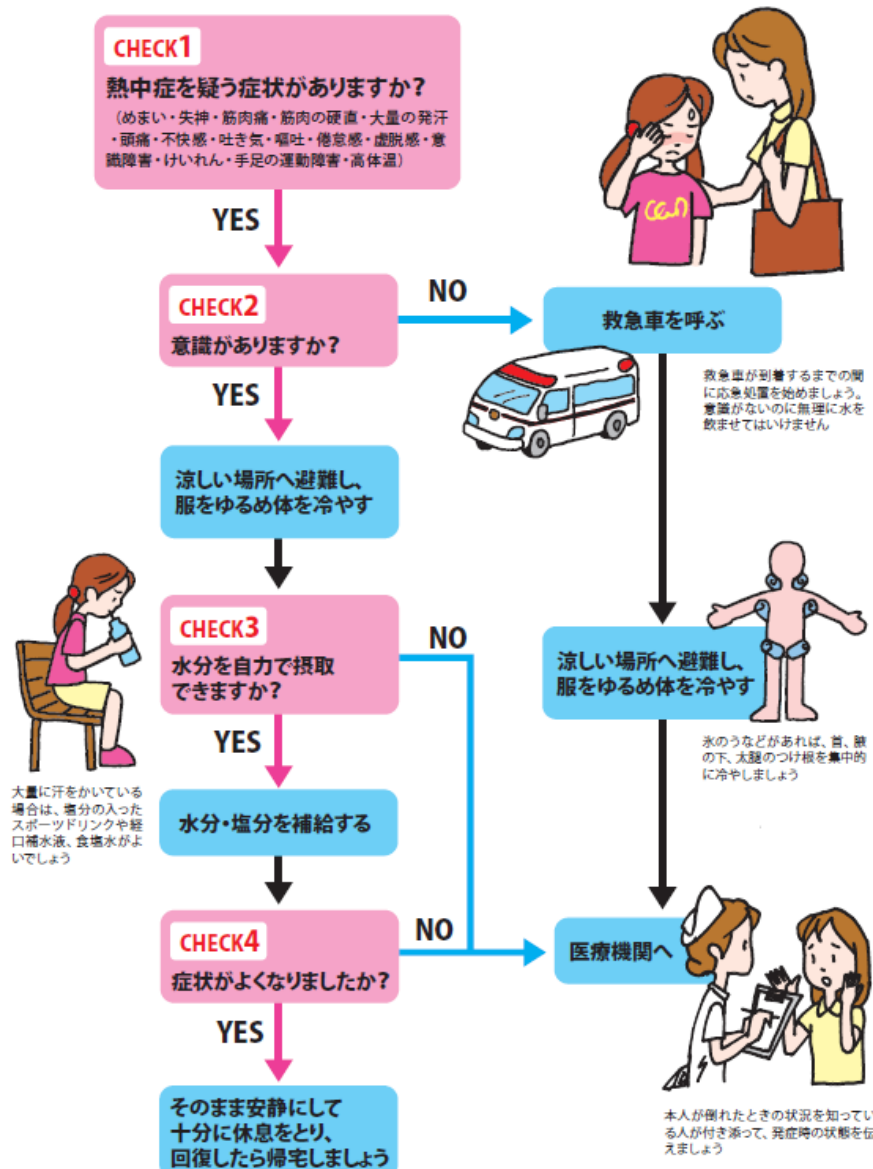 CHECK1
熱中症を疑う症状がありますか？
（めまい・失神・筋肉痛・筋肉の硬直・大量の発汗
・頭痛・不快感・吐き気・嘔吐・倦怠感・虚脱感・意
識障害・けいれん・手足の運動障害・高体温）
YES
CHECK2
意識がありますか？
NO
救急車を呼ぶ
救急車が到着するまでの間
に応急処置を始めましょう。
意識がないのに無理に水を
飲ませてはいけません
YES
涼しい場所へ避難し、
服をゆるめ体を冷やす
CHECK3
水分を自力で摂取
できますか？
NO
涼しい場所へ避難し、
服をゆるめ体を冷やす
氷のうなどがあれば、首、腋
の下、太腿のつけ根を集中的
に冷やしましょう
YES
大量に汗をかいている
場合は、塩分の入った
スポーツドリンクや経
口補水液、食塩水がよ
いでしょう
水分・塩分を補給する
CHECK4
症状がよくなりましたか？
NO
医療機関へ
YES
そのまま安静にして
十分に休息をとり、
回復したら帰宅しましょう
本人が倒れたときの状況を知ってい
る人が付き添って、発症時の状態を伝
えましょう